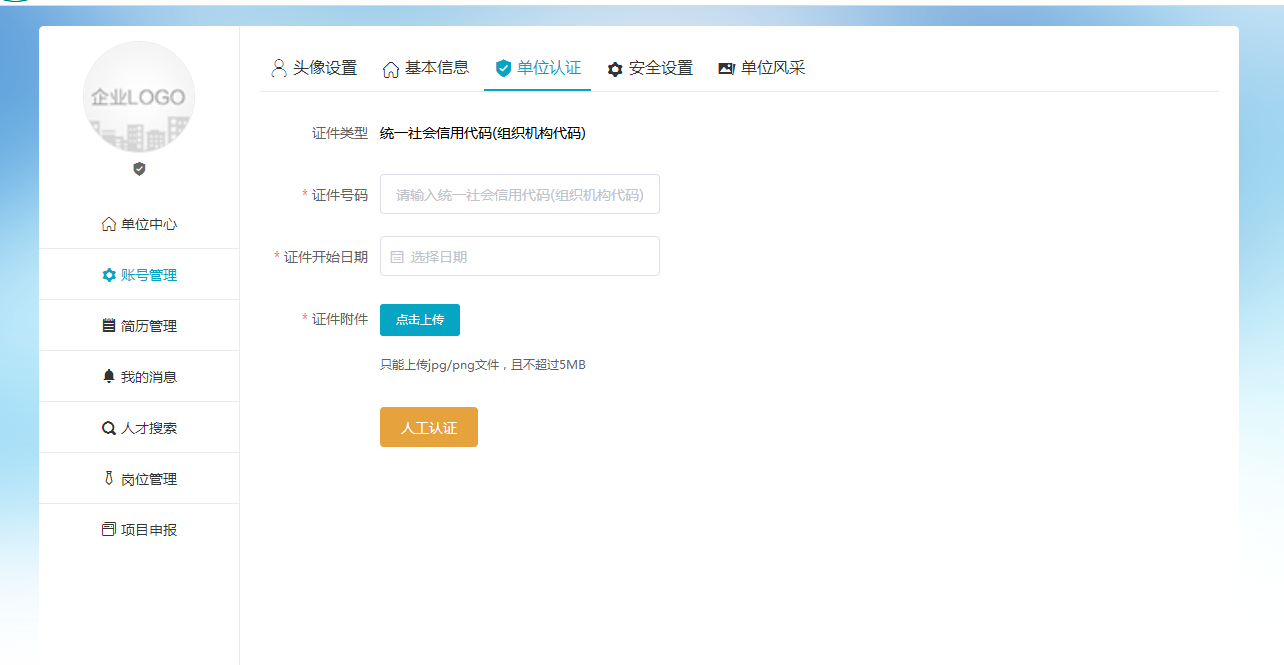 企业LOGO
单位中心
账号管理
简历管理
我的消息
人才搜索
岗位管理
项目申报
头像设置 基本信息 单位认证 安全设置 单位风采
证件类型 统一社会信用代码(组织机构代码)
* 证件号码 请输入统一社会信用代码(组织机构代码)
* 证件开始日期 选择日期
* 证件附件 点击上传
只能上传jpg/png文件，且不超过5MB
人工认证